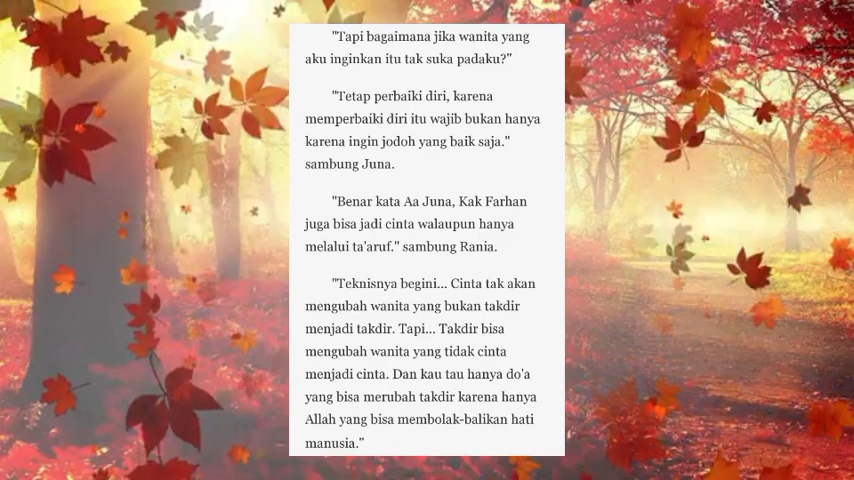 "Tapi bagaimana jika wanita yang
aku inginkan itu tak suka padaku?"
"Tetap perbaiki diri, karena
memperbaiki diri itu wajib bukan hanya
karena ingin jodoh yang baik saja."
sambung Juna.
"Benar kata Aa Juna, Kak Farhan
juga bisa jadi cinta walaupun hanya
melalui ta'aruf." sambung Rania.
"Teknisnya begini... Cinta tak akan
mengubah wanita yang bukan takdir
menjadi takdir. Tapi... Takdir bisa
mengubah wanita yang tidak cinta
menjadi cinta. Dan kau tau hanya do'a
yang bisa merubah takdir karena hanya
Allah yang bisa membolak-balikan hati
manusia."